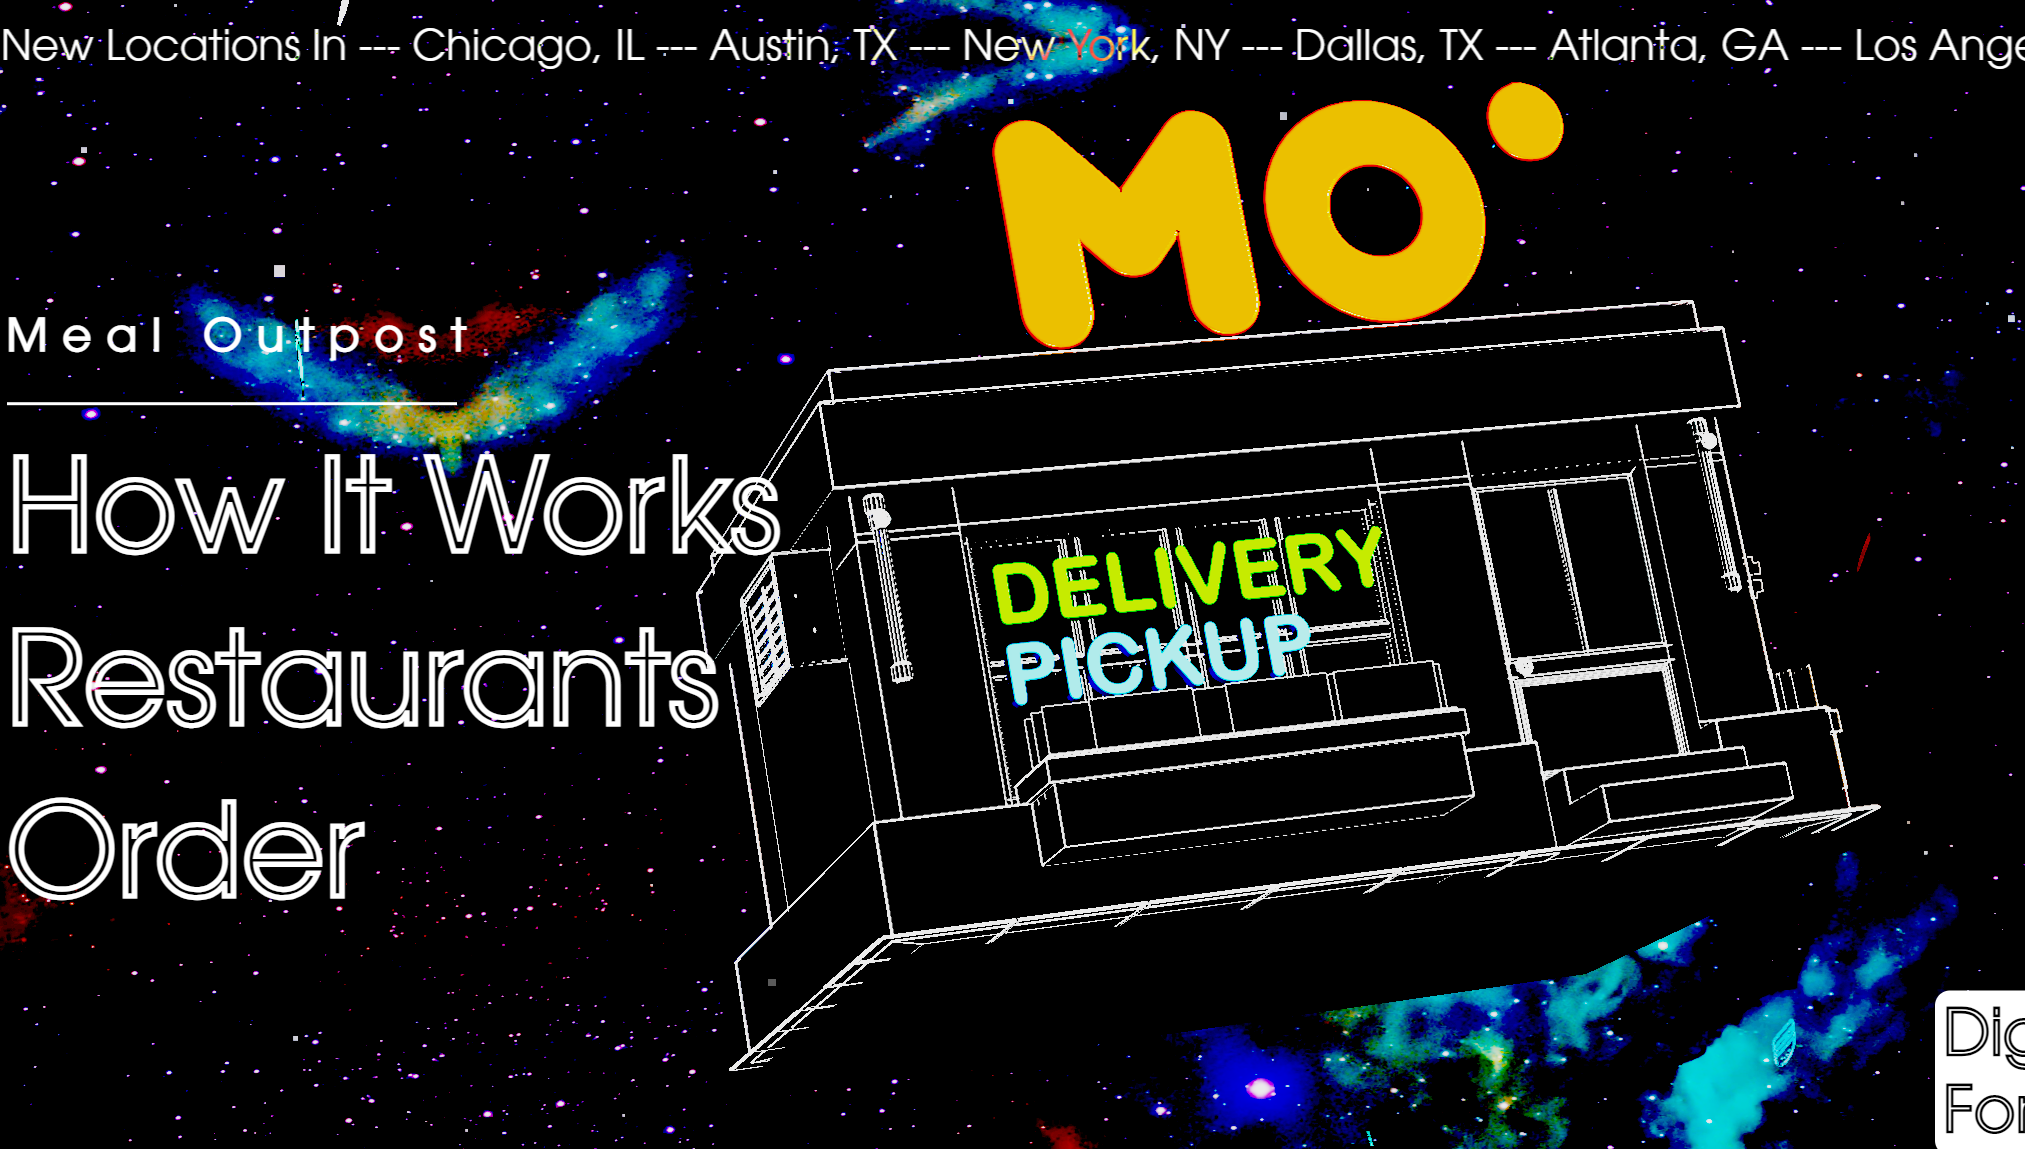 New Locations In --- Chicago, IL --- Austin, TX --- New York, NY --- Dallas, TX --- Atlanta, GA --- Los Ange
MO
Meal Outpost
How It Works
Restaurants
Order
DELIVERY
PICKUP
Dig
For